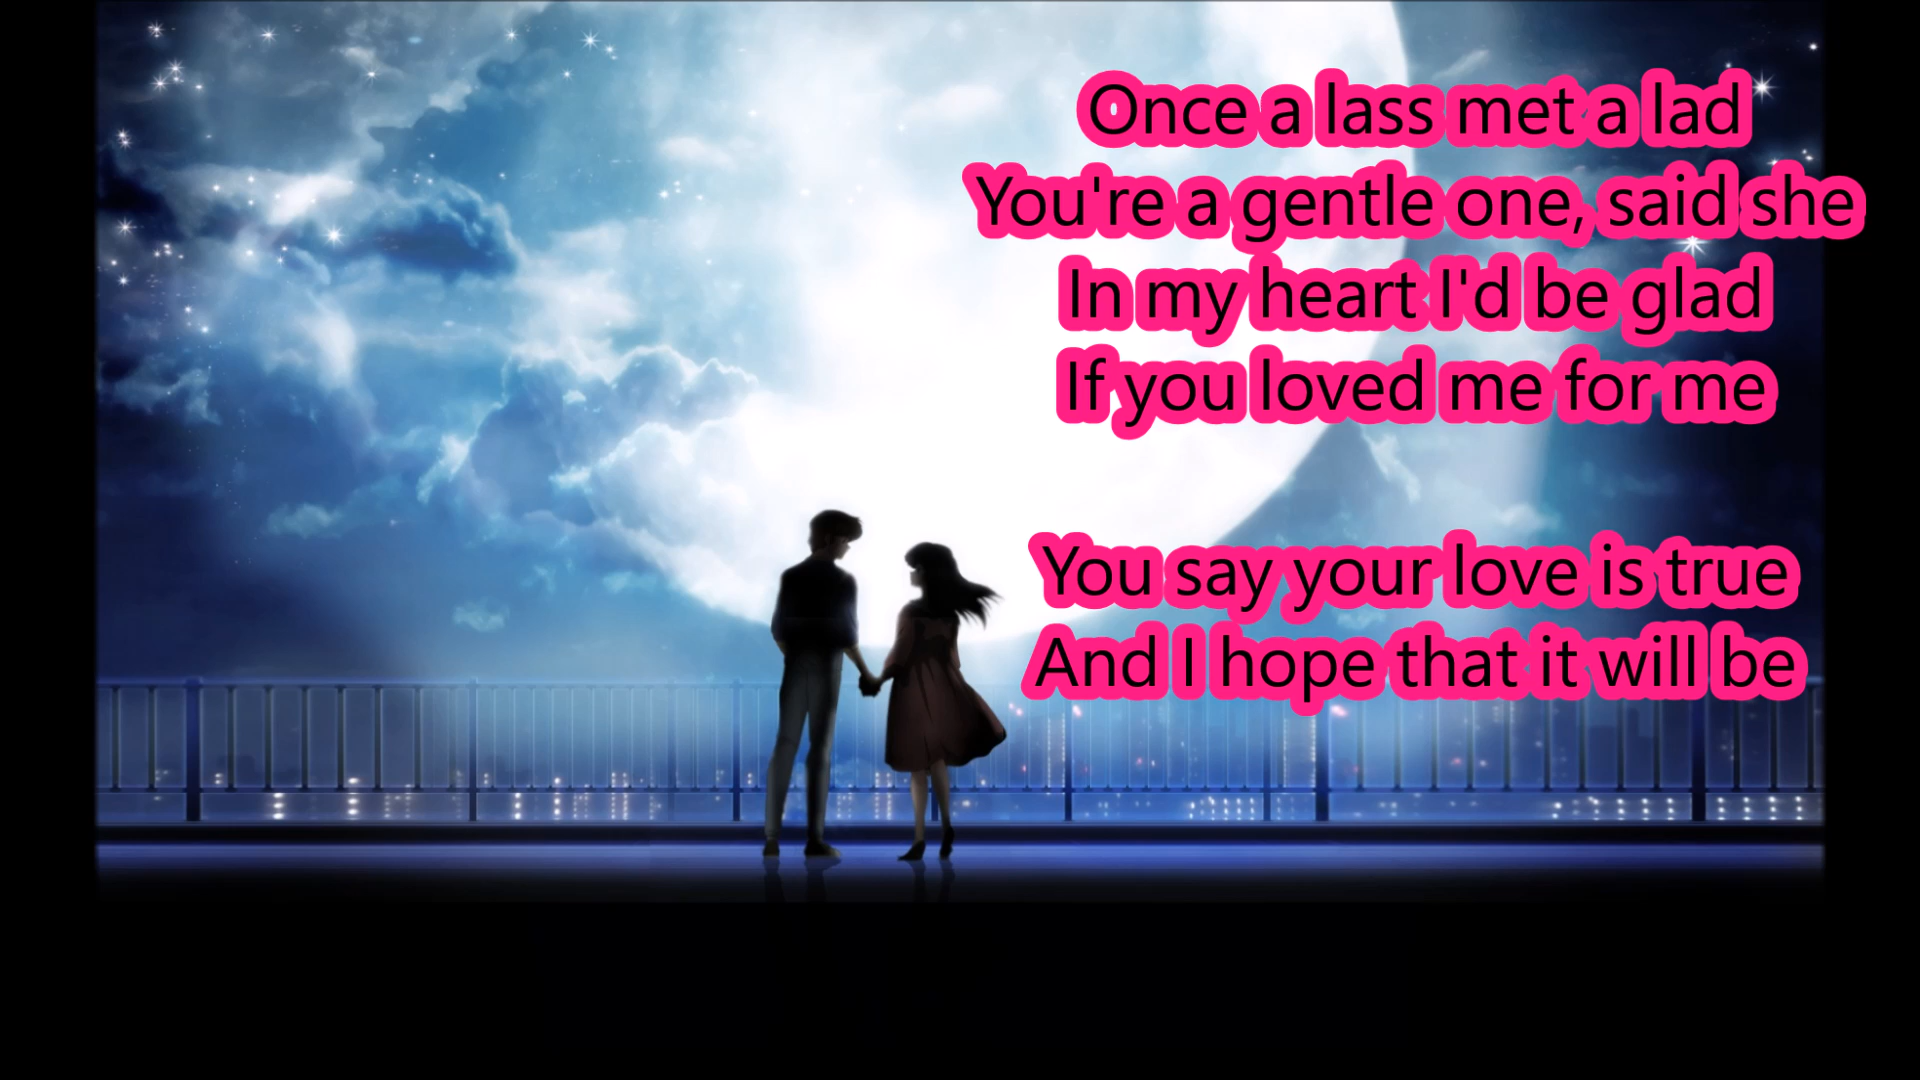 Once a lass met a lad
You're a gentle one, said she
In my heart I'd be glad
If you loved me for me
You say your love is true
And I hope that it will be